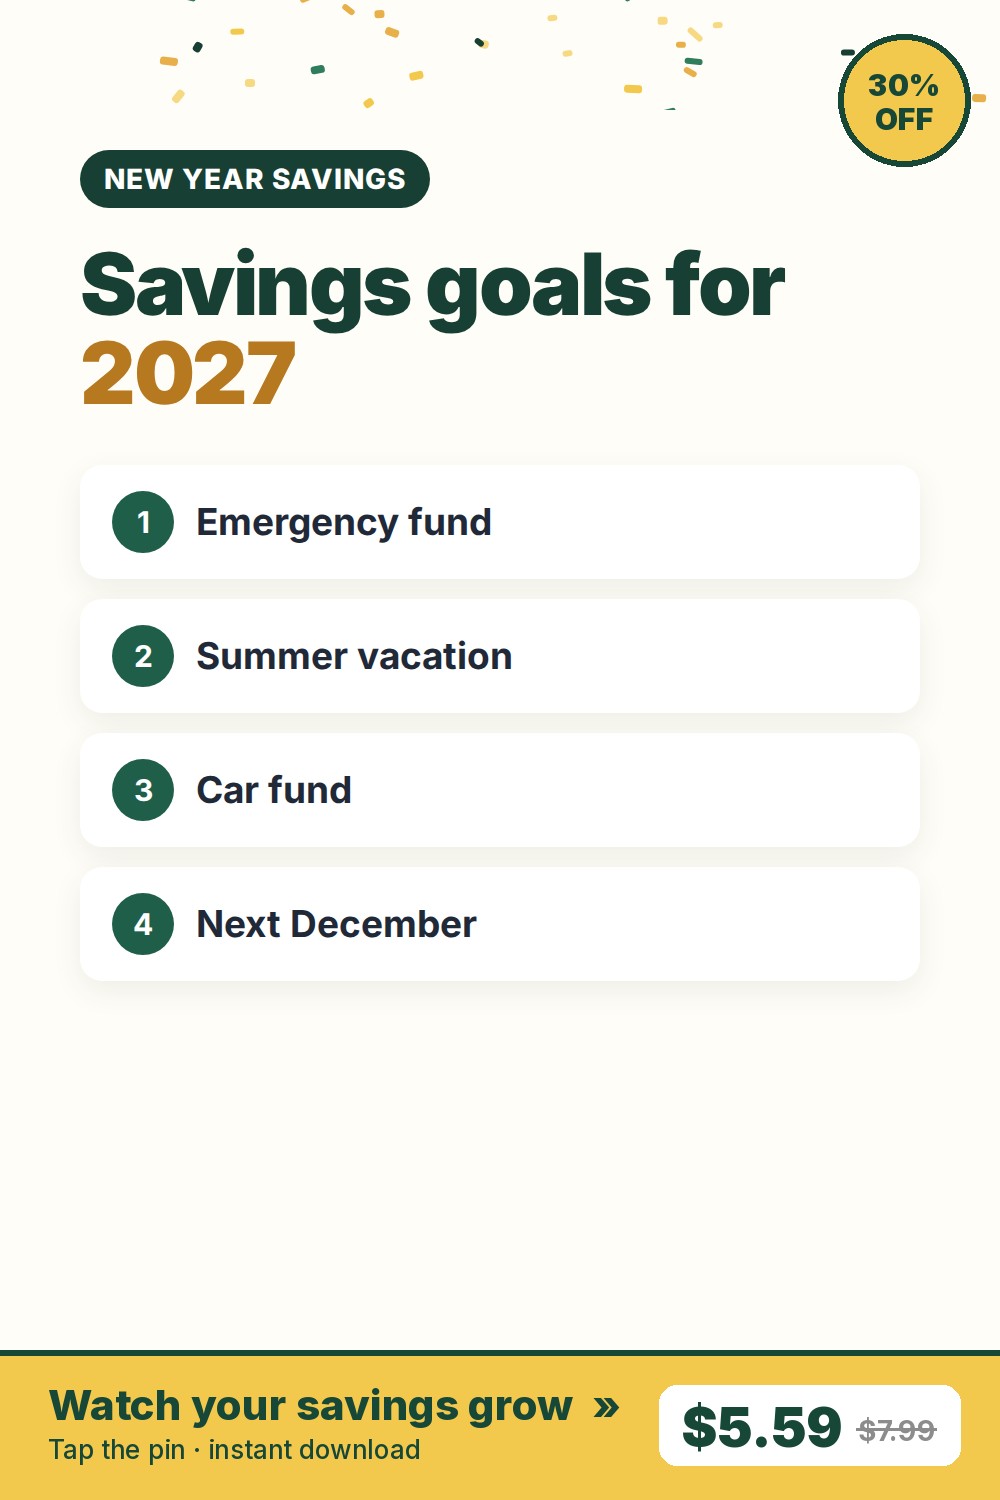 30%
OFF
NEW YEAR SAVINGS
Savings goals for
2027
1 Emergency fund
2 Summer vacation
3 Car fund
4 Next December
Watch your savings grow »
Tap the pin · instant download
$5.59 $7.99